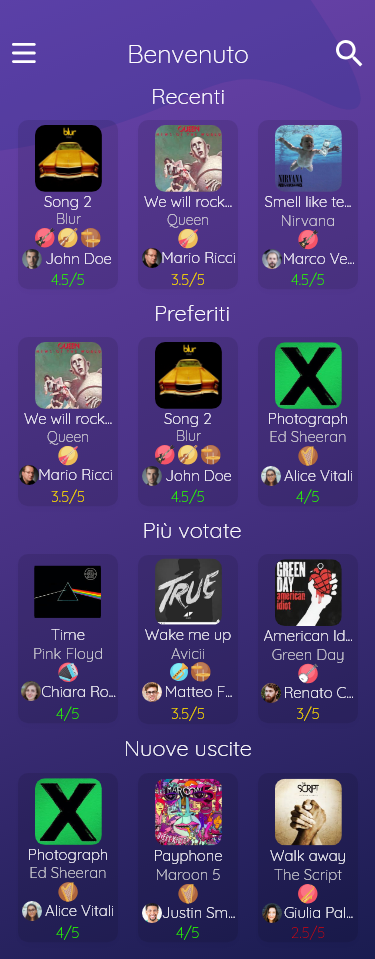 Benvenuto
Recenti
blur
QUEEN
NIRVANA
Song 2
We will rock...
Smell like te...
Blur
Queen
Nirvana
John Doe
Mario Ricci
Marco Ve...
4.5/5
3.5/5
4.5/5
Preferiti
QUEEN
blur
We will rock...
Song 2
Photograph
Queen
Blur
Ed Sheeran
Mario Ricci
John Doe
Alice Vitali
3.5/5
4.5/5
4/5
Più votate
TRUE
GREEN DAY
american idiot
Time
Wake me up
American Id...
Pink Floyd
Avicii
Green Day
Chiara Ro...
Matteo F...
Renato C...
4/5
3.5/5
3/5
Nuove uscite
MAROON 5
SCRIPT
Photograph
Payphone
Walk away
Ed Sheeran
Maroon 5
The Script
Alice Vitali
Justin Sm...
Giulia Pal...
4/5
4/5
2.5/5